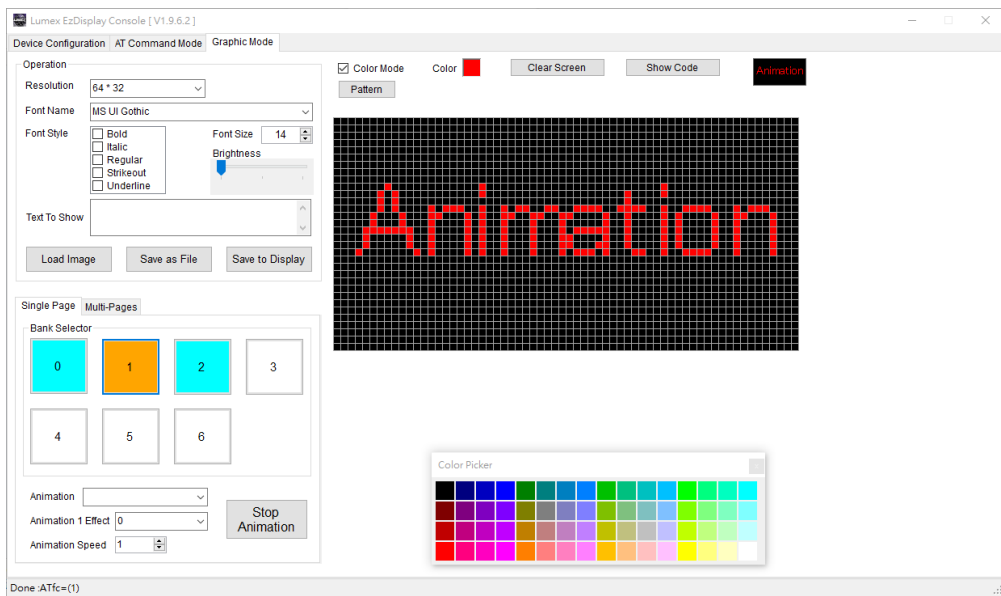 Lumex EzDisplay Console [ V1.9.6.2 ]
Device Configuration AT Command Mode Graphic Mode
Operation
Resolution 64 * 32
Font Name MS UI Gothic
Font Style
Bold
Italic
Regular
Strikeout
Underline
Font Size 14
Brightness
Text To Show
Load Image Save as File Save to Display
Color Mode Color Clear Screen Show Code Animation
Pattern
Animation
Single Page Multi-Pages
Bank Selector
0 1 2 3
4 5 6
Animation
Animation 1 Effect 0
Animation Speed 1
Stop
Animation
Color Picker
Done :ATfc=(1)